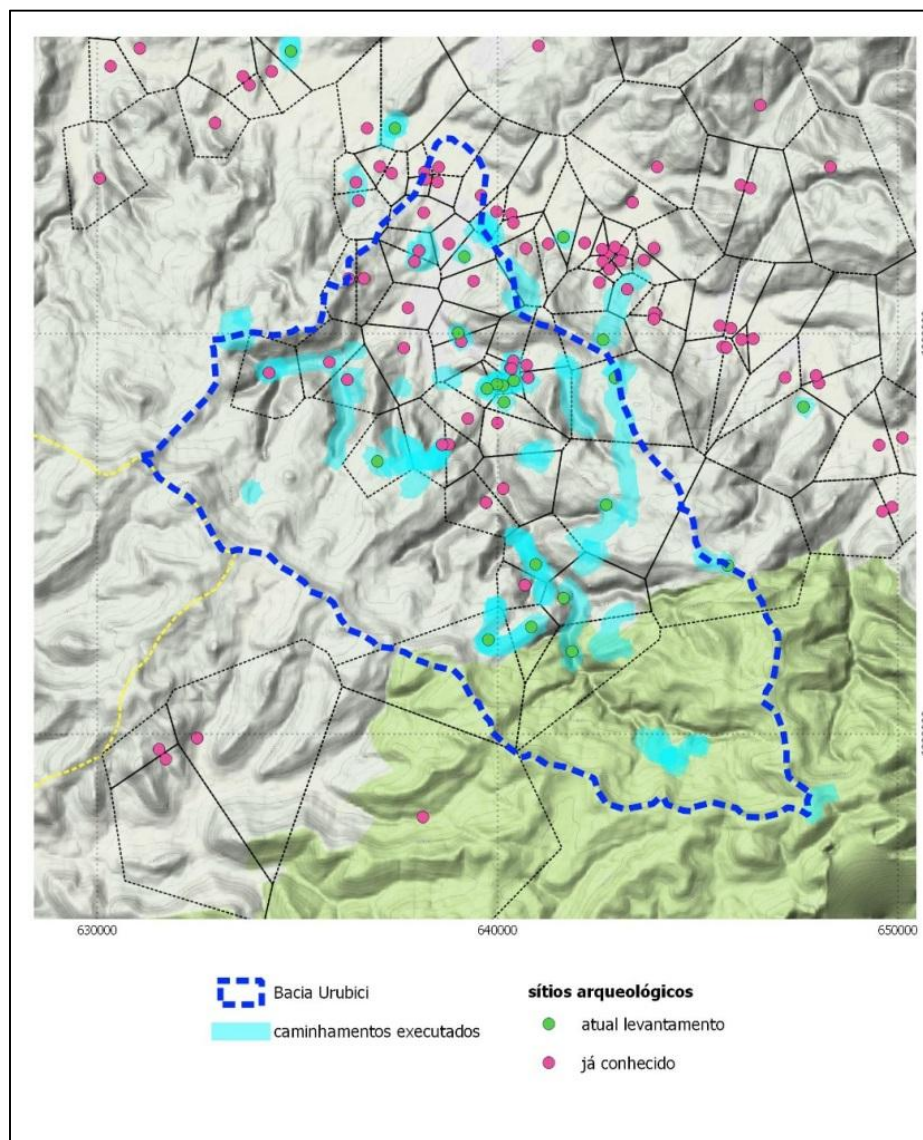 630000 640000 650000
Bacia Urubici
caminhamentos executados
sítios arqueológicos
atual levantamento
já conhecido